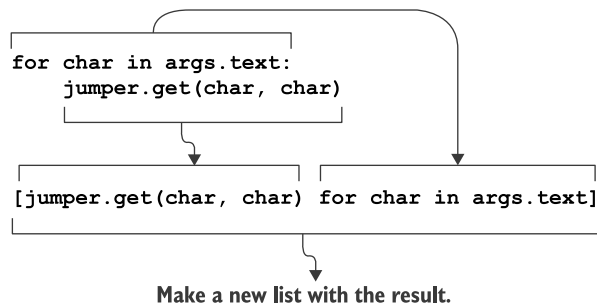 for char in args.text:
    jumper.get(char, char)
[jumper.get(char, char) for char in args.text]
Make a new list with the result.